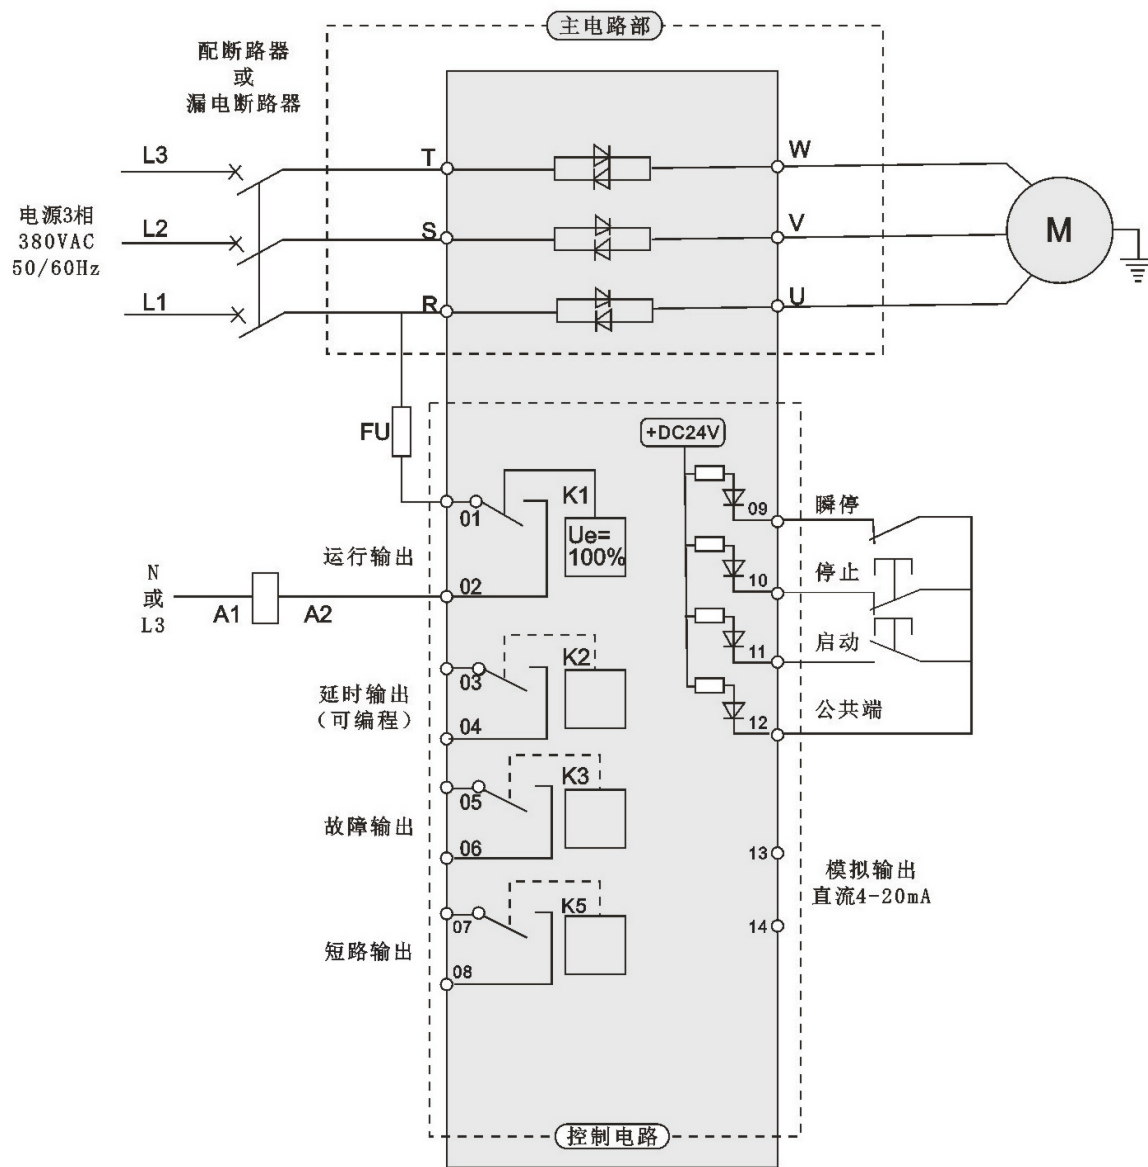 主电路部
配断路器
或
漏电断路器
L3
T
W
电源3相
380VAC
50/60Hz
L2
S
V
M
L1
R
U
FU
+DC24V
01
K1
Ue=
100%
09
瞬停
运行输出
02
10
停止
N
或
L3
A1
A2
03
K2
11
启动
延时输出
（可编程）
04
12
公共端
05
K3
故障输出
06
13
模拟输出
直流4-20mA
07
K5
14
短路输出
08
控制电路